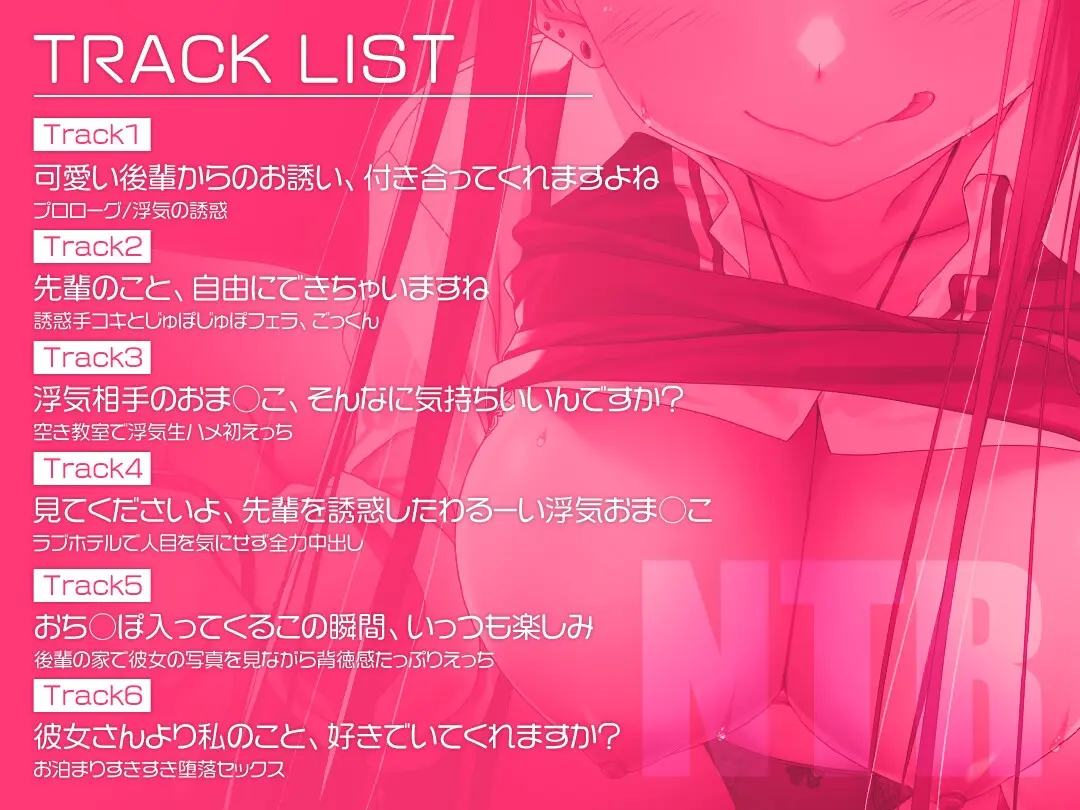 TRACK LIST
Track1
可愛い後輩からのお誘い、付き合ってくれますよね
プロローグ/浮気の誘惑
Track2
先輩のこと、自由にできちゃいますね
誘惑手コキとじゅぽじゅぽフェラ、ごっくん
Track3
浮気相手のおま◯こ、そんなに気持ちいいんですか?
空き教室で浮気生ハメ初えっち
Track4
見てくださいよ、先輩を誘惑したわるーい浮気おま◯こ
ラブホテルで人目を気にせず全力中出し
Track5
おち◯ぽ入ってくるこの瞬間、いっつも楽しみ
後輩の家で彼女の写真を見ながら背徳感たっぷりえっち
Track6
彼女さんより私のこと、好きでいてくれますか?
お泊まりすきすき堕落セックス
NTR